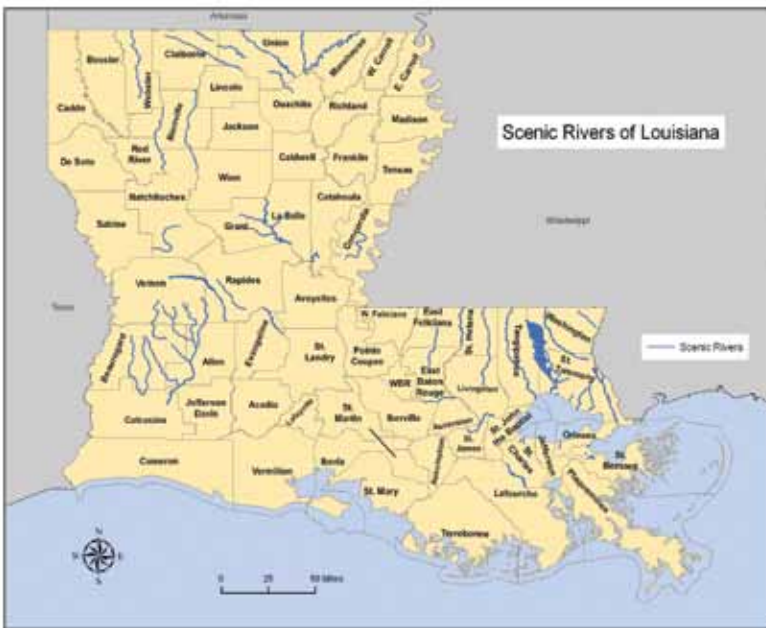 Arkansas
Union
Claiborne
Morehouse
W. Carroll
E. Carroll
Bossier
Webster
Lincoln
Caddo
Bienville
Ouachita
Richland
Madison
Jackson
Scenic Rivers of Louisiana
De Soto
Red
River
Caldwell
Franklin
Tensas
Winn
Natchitoches
Catahoula
Sabine
Grant
La Salle
Concordia
Mississippi
Vernon
Rapides
Texas
Avoyelles
W. Feliciana
East
Feliciana
St. Helena
Tangipahoa
Washington
Beauregard
Allen
Evangeline
St.
Landry
Pointe
Coupee
St. Tammany
Scenic Rivers
WBR
East
Baton
Rouge
Livingston
Calcasieu
Jefferson
Davis
Acadia
Lafayette
St.
Martin
Iberville
Ascension
St.
James
St. John
the Baptist
St.
Charles
Jefferson
Orleans
St.
Bernard
Cameron
Vermilion
Iberia
Assumption
Plaquemines
St. Mary
Lafourche
Terrebonne
N
E
S
0 25 50 Miles